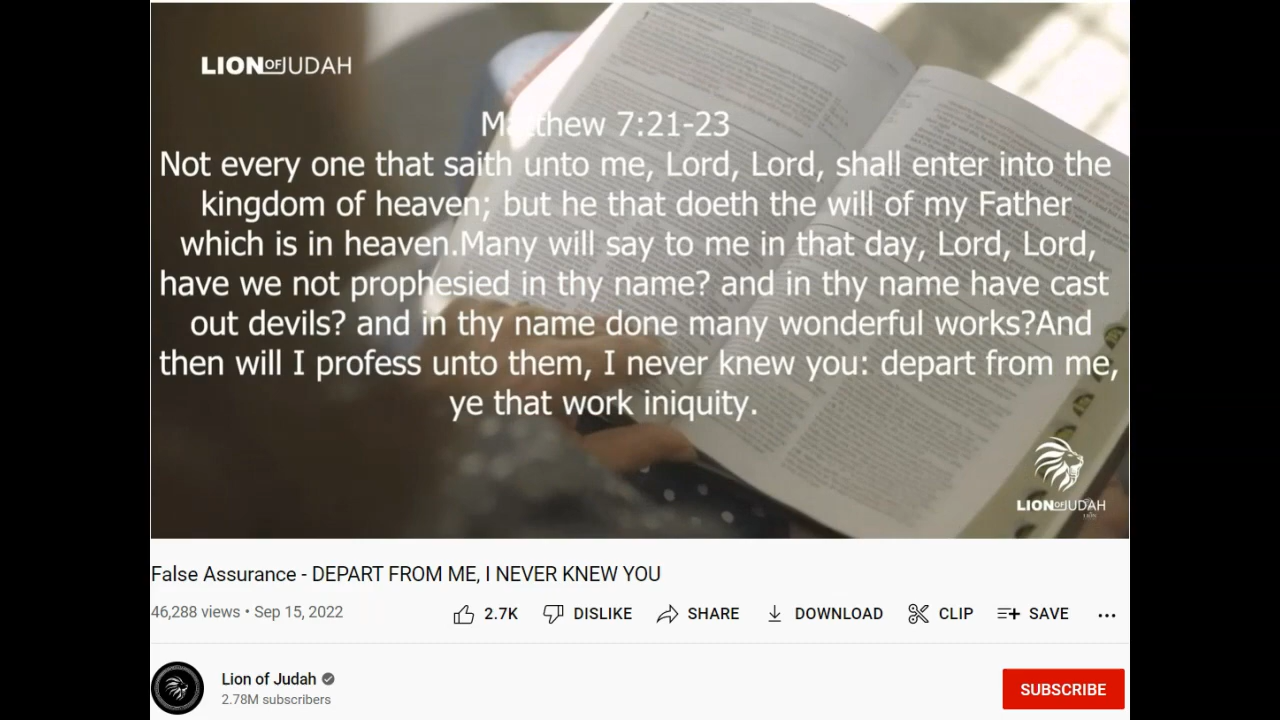 LION OF JUDAH
Matthew 7:21-23
Not every one that saith unto me, Lord, Lord, shall enter into the
kingdom of heaven; but he that doeth the will of my Father
which is in heaven.Many will say to me in that day, Lord, Lord,
have we not prophesied in thy name? and in thy name have cast
out devils? and in thy name done many wonderful works?And
then will I profess unto them, I never knew you: depart from me,
ye that work iniquity.
LION OF JUDAH
False Assurance - DEPART FROM ME, I NEVER KNEW YOU
46,288 views • Sep 15, 2022 2.7K DISLIKE SHARE DOWNLOAD CLIP SAVE ...
Lion of Judah
2.78M subscribers
SUBSCRIBE